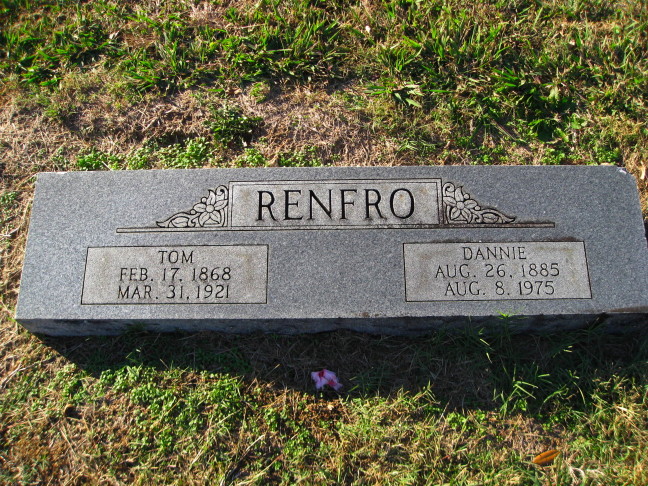 RENFRO
TOM
FEB. 17, 1868
MAR. 31, 1921
DANNIE
AUG. 26, 1885
AUG. 8, 1975